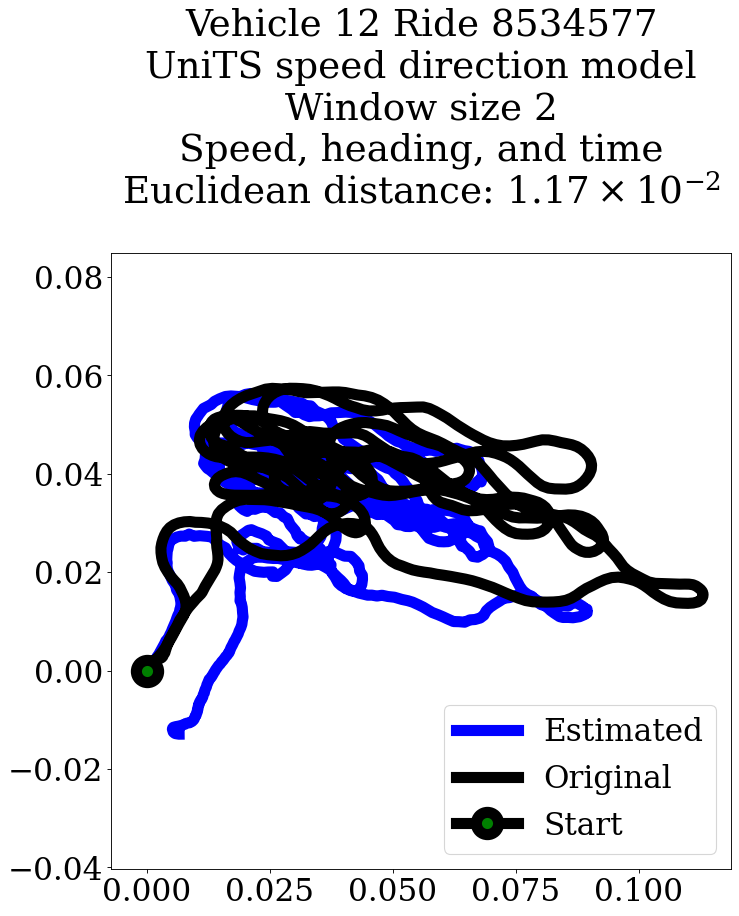 Vehicle 12 Ride 8534577
UniTS speed direction model
Window size 2
Speed, heading, and time
Euclidean distance: 1.17 × 10⁻²
0.08
0.06
0.04
0.02
0.00
−0.02
−0.04
0.000 0.025 0.050 0.075 0.100
Estimated
Original
Start